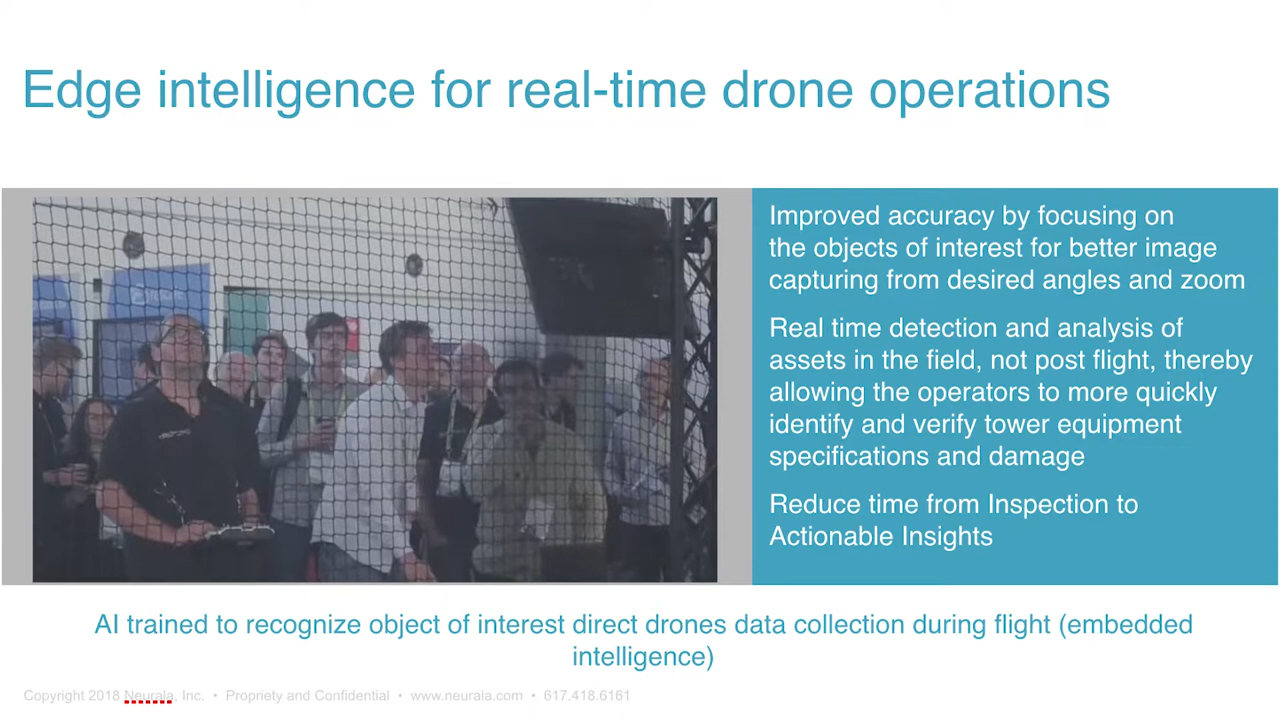 Edge intelligence for real-time drone operations
Improved accuracy by focusing on
the objects of interest for better image
capturing from desired angles and zoom
Real time detection and analysis of
assets in the field, not post flight, thereby
allowing the operators to more quickly
identify and verify tower equipment
specifications and damage
Reduce time from Inspection to
Actionable Insights
AI trained to recognize object of interest direct drones data collection during flight (embedded
intelligence)
Copyright 2018 Neurala, Inc. • Propriety and Confidential • www.neurala.com • 617.418.6161